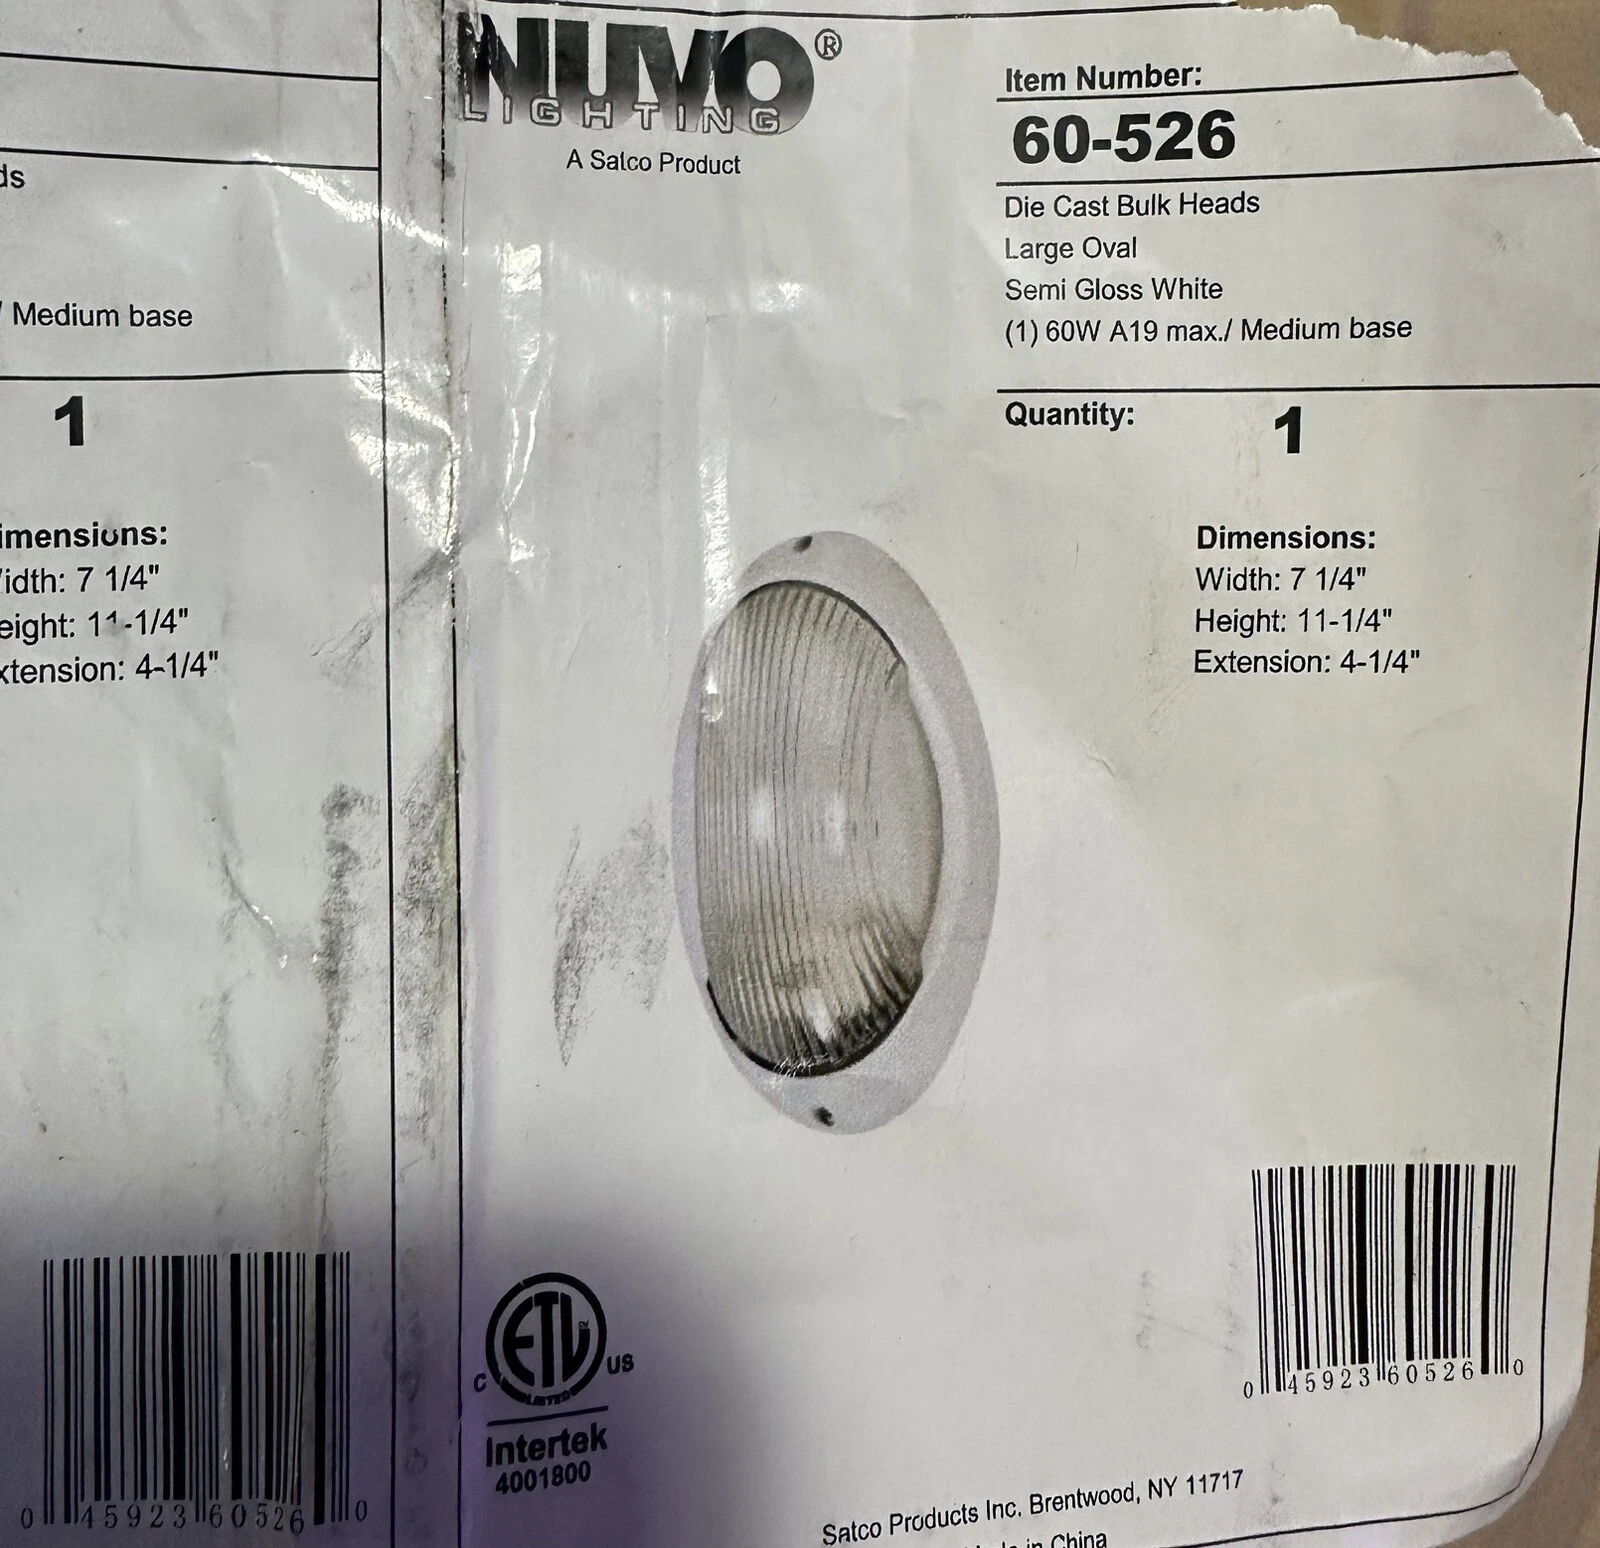 ds
/ Medium base
1
imensions:
idth: 7 1/4"
eight: 11-1/4"
xtension: 4-1/4"
0 45923 60526 0
NUVO®
LIGHTING
A Satco Product
Item Number:
60-526
Die Cast Bulk Heads
Large Oval
Semi Gloss White
(1) 60W A19 max./ Medium base
Quantity: 1
Dimensions:
Width: 7 1/4"
Height: 11-1/4"
Extension: 4-1/4"
C ETL US
LISTED
Intertek
4001800
0 45923 60526 0
Satco Products Inc. Brentwood, NY 11717
in China